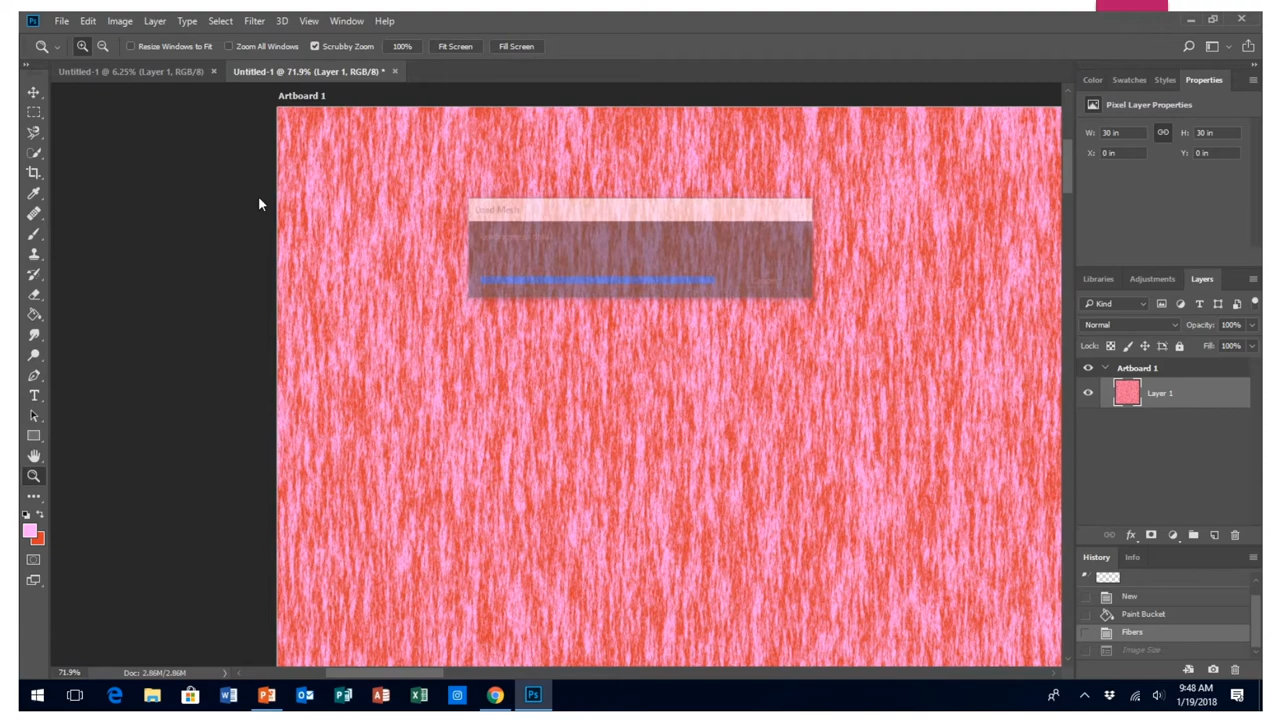 Ps File Edit Image Layer Type Select Filter 3D View Window Help
Resize Windows to Fit Zoom All Windows Scrubby Zoom 100% Fit Screen Fill Screen
Untitled-1 @ 6.25% (Layer 1, RGB/8) × Untitled-1 @ 71.9% (Layer 1, RGB/8) * ×
Artboard 1
Color Swatches Styles Properties
Pixel Layer Properties
W: 30 in H: 30 in
X: 0 in Y: 0 in
Load Mesh
Libraries Adjustments Layers
Kind
Normal Opacity: 100%
Lock: Fill: 100%
Artboard 1
Layer 1
fx
History Info
New
Paint Bucket
Fibers
Image Size
71.9% Doc: 2.86M/2.86M
9:48 AM
1/19/2018